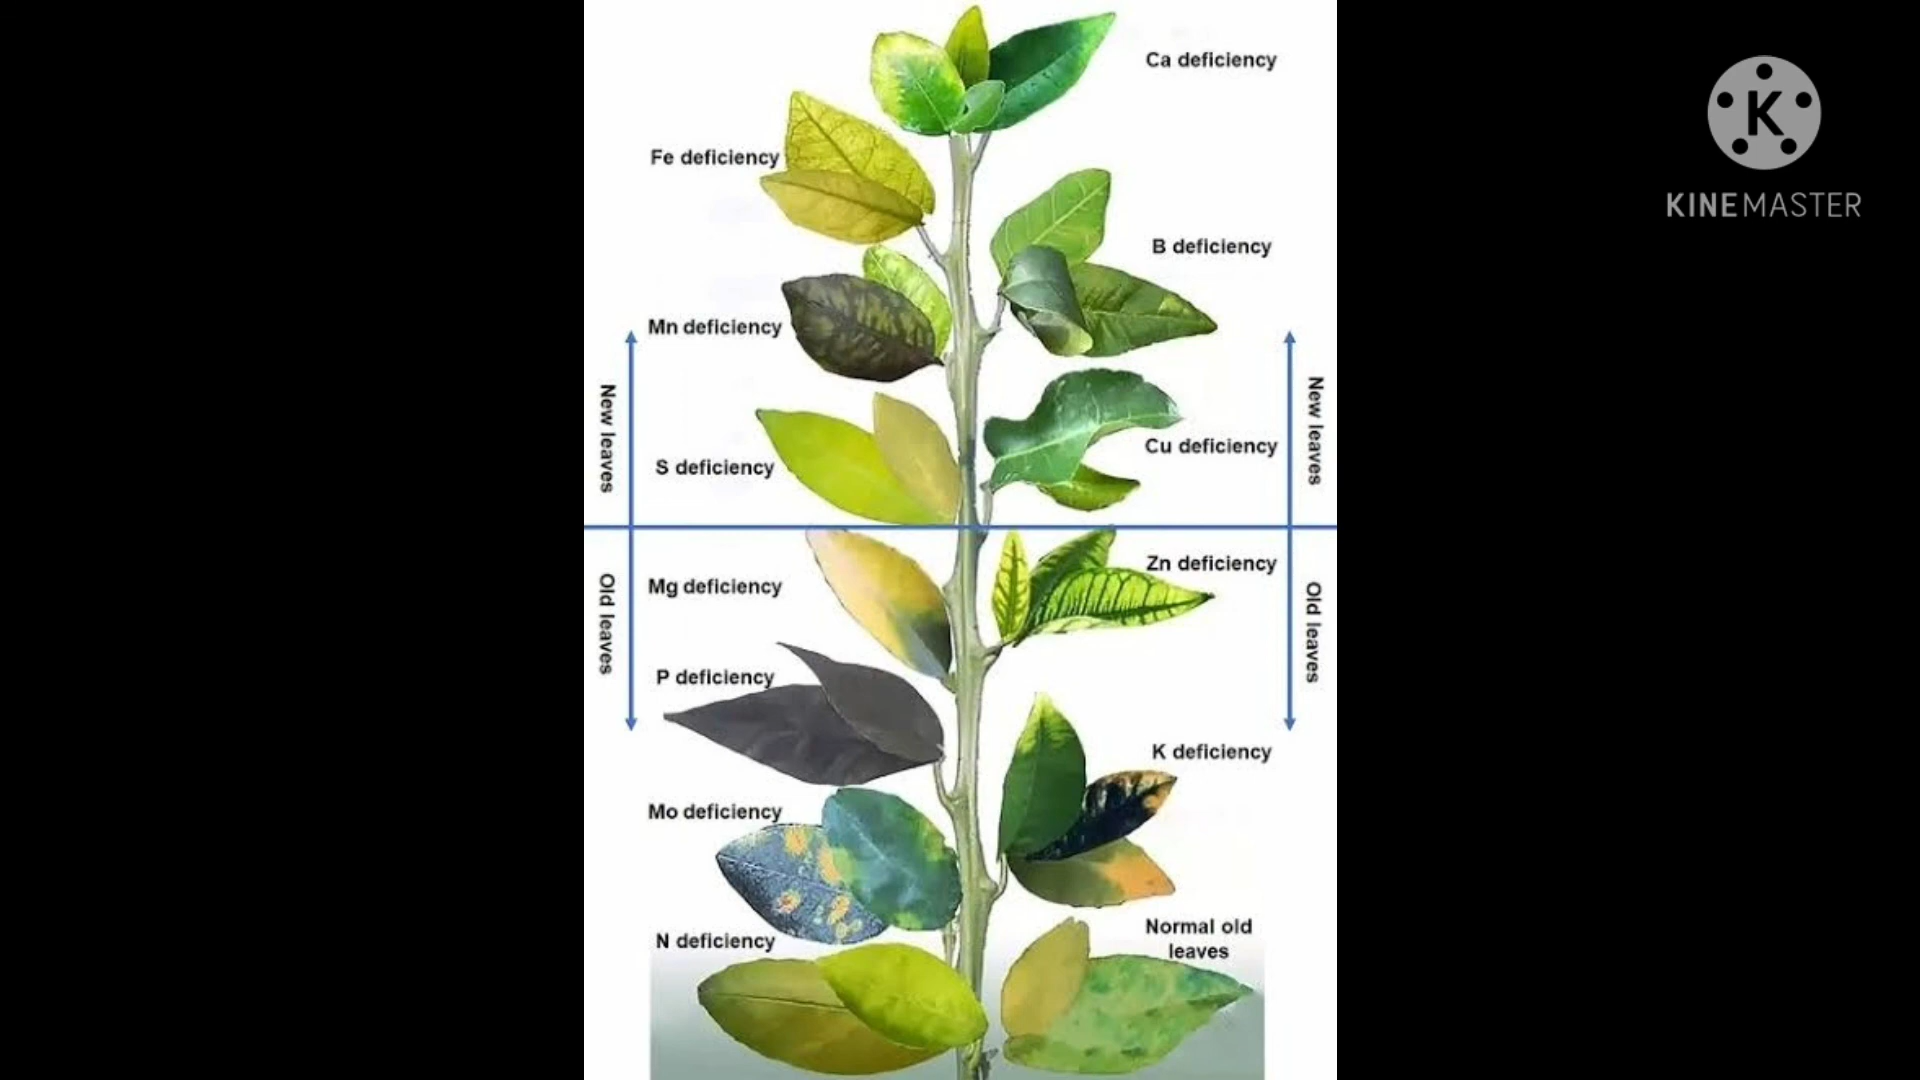 Ca deficiency
KINEMASTER
Fe deficiency
B deficiency
Mn deficiency
New leaves
New leaves
Cu deficiency
S deficiency
Zn deficiency
Mg deficiency
Old leaves
Old leaves
P deficiency
K deficiency
Mo deficiency
Normal old
leaves
N deficiency